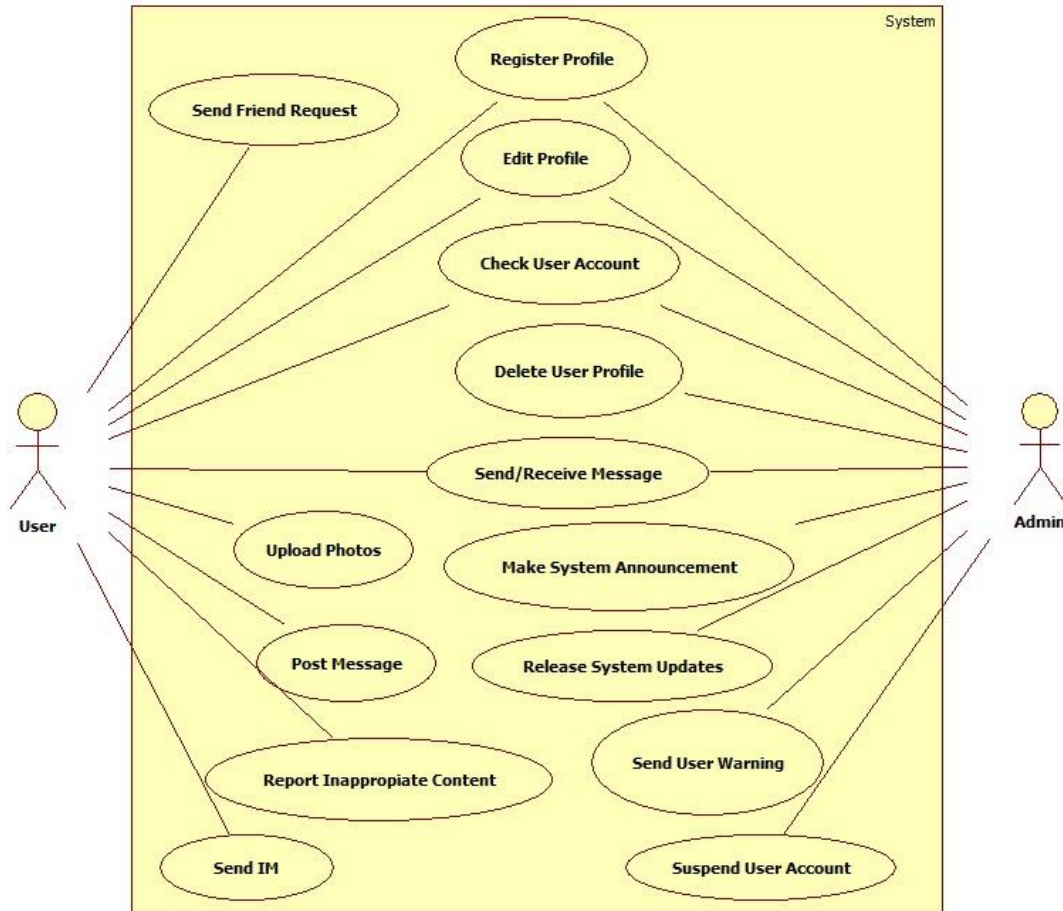 System
Register Profile
Send Friend Request
Edit Profile
Check User Account
Delete User Profile
Send/Receive Message
User
Admin
Upload Photos
Make System Announcement
Post Message
Release System Updates
Send User Warning
Report Inappropiate Content
Send IM
Suspend User Account